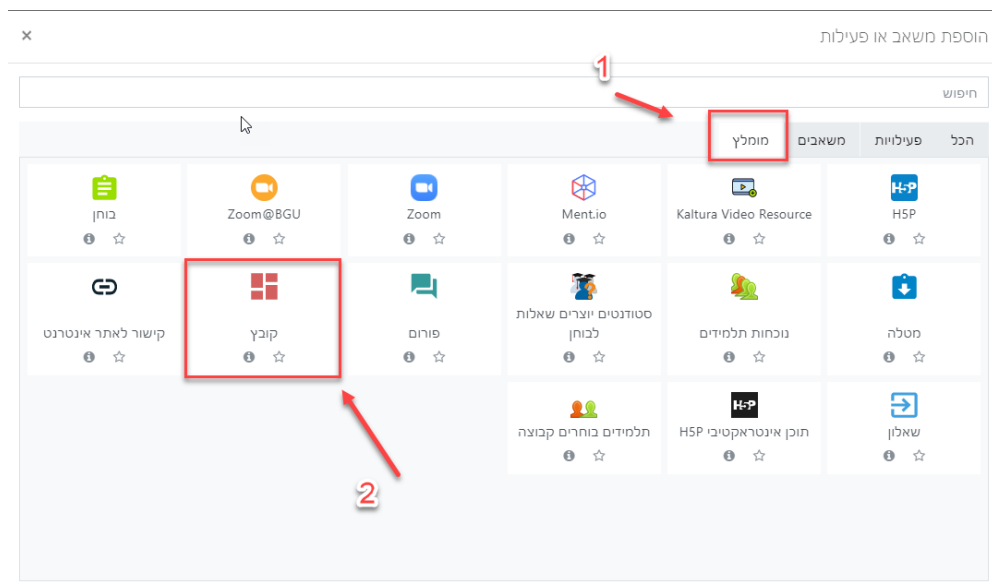 הוספת משאב או פעילות
×
1
חיפוש
הכל פעילויות משאבים מומלץ
H5P
H5P
Kaltura Video Resource
Ment.io
Zoom
Zoom@BGU
בוחן
מטלה
נוכחות תלמידים
סטודנטים יוצרים שאלות
לבוחן
פורום
קובץ
קישור לאתר אינטרנט
שאלון
H5P
תוכן אינטראקטיבי H5P
תלמידים בוחרים קבוצה
2